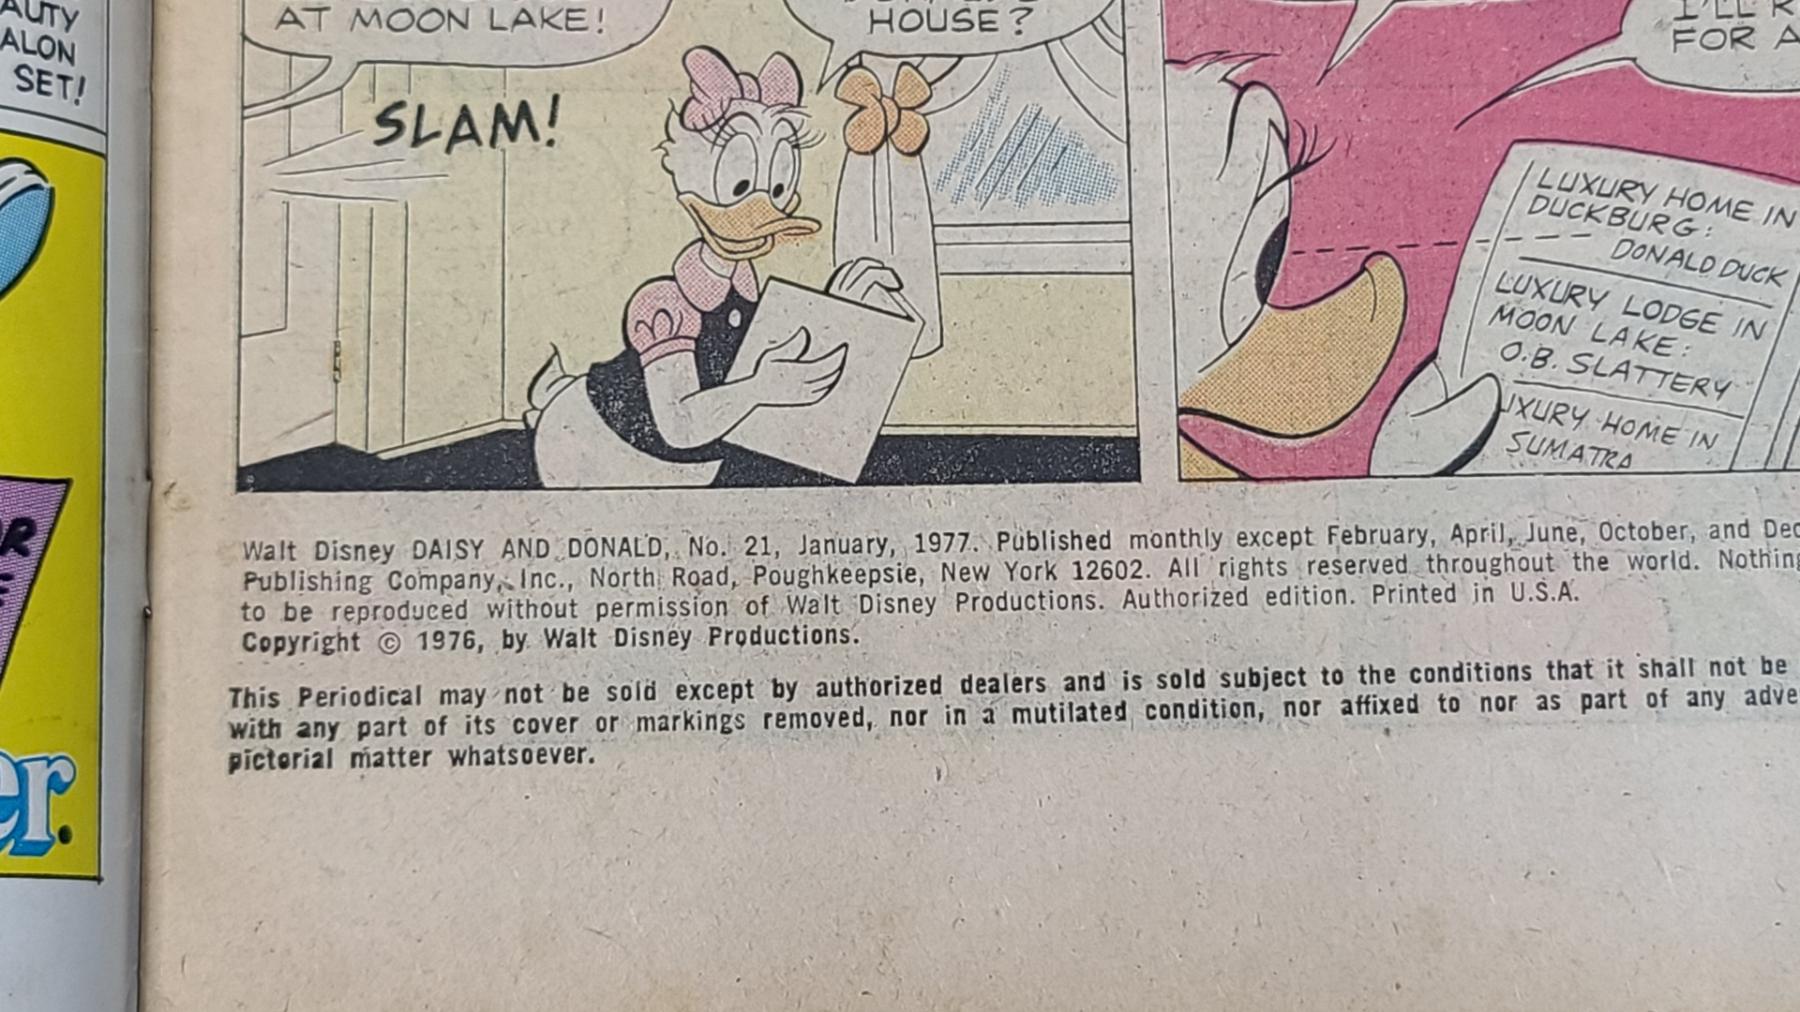 AUTY
ALON
SET!
AT MOON LAKE!
HOUSE?
I'LL
FOR A
SLAM!
LUXURY HOME IN
DUCKBURG:
DONALD DUCK
LUXURY LODGE IN
MOON LAKE:
O.B. SLATTERY
UXURY HOME IN
SUMATRA
er.
Walt Disney DAISY AND DONALD, No. 21, January, 1977. Published monthly except February, April, June, October, and Dec
Publishing Company, Inc., North Road, Poughkeepsie, New York 12602. All rights reserved throughout the world. Nothing
to be reproduced without permission of Walt Disney Productions. Authorized edition. Printed in U.S.A.
Copyright © 1976, by Walt Disney Productions.
This Periodical may not be sold except by authorized dealers and is sold subject to the conditions that it shall not be
with any part of its cover or markings removed, nor in a mutilated condition, nor affixed to nor as part of any adve
pictorial matter whatsoever.